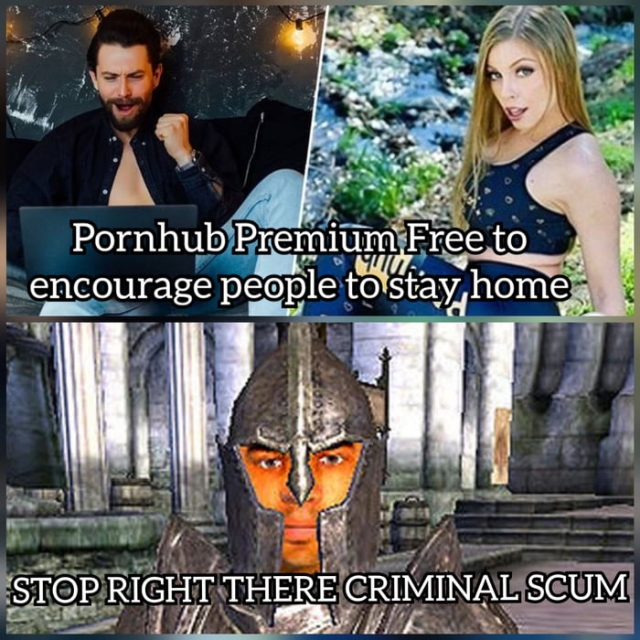 Pornhub Premium Free to
encourage people to stay home
STOP RIGHT THERE CRIMINAL SCUM